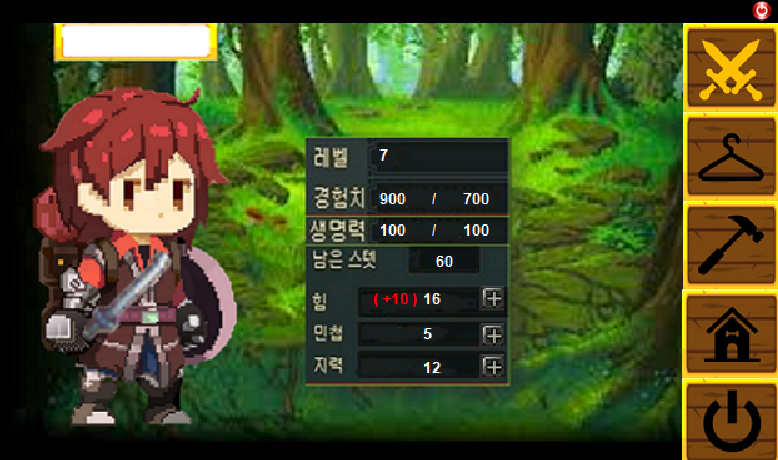 레벨 7
경험치 900 / 700
생명력 100 / 100
남은 스텟 60
힘 (+10) 16
민첩 5
지력 12